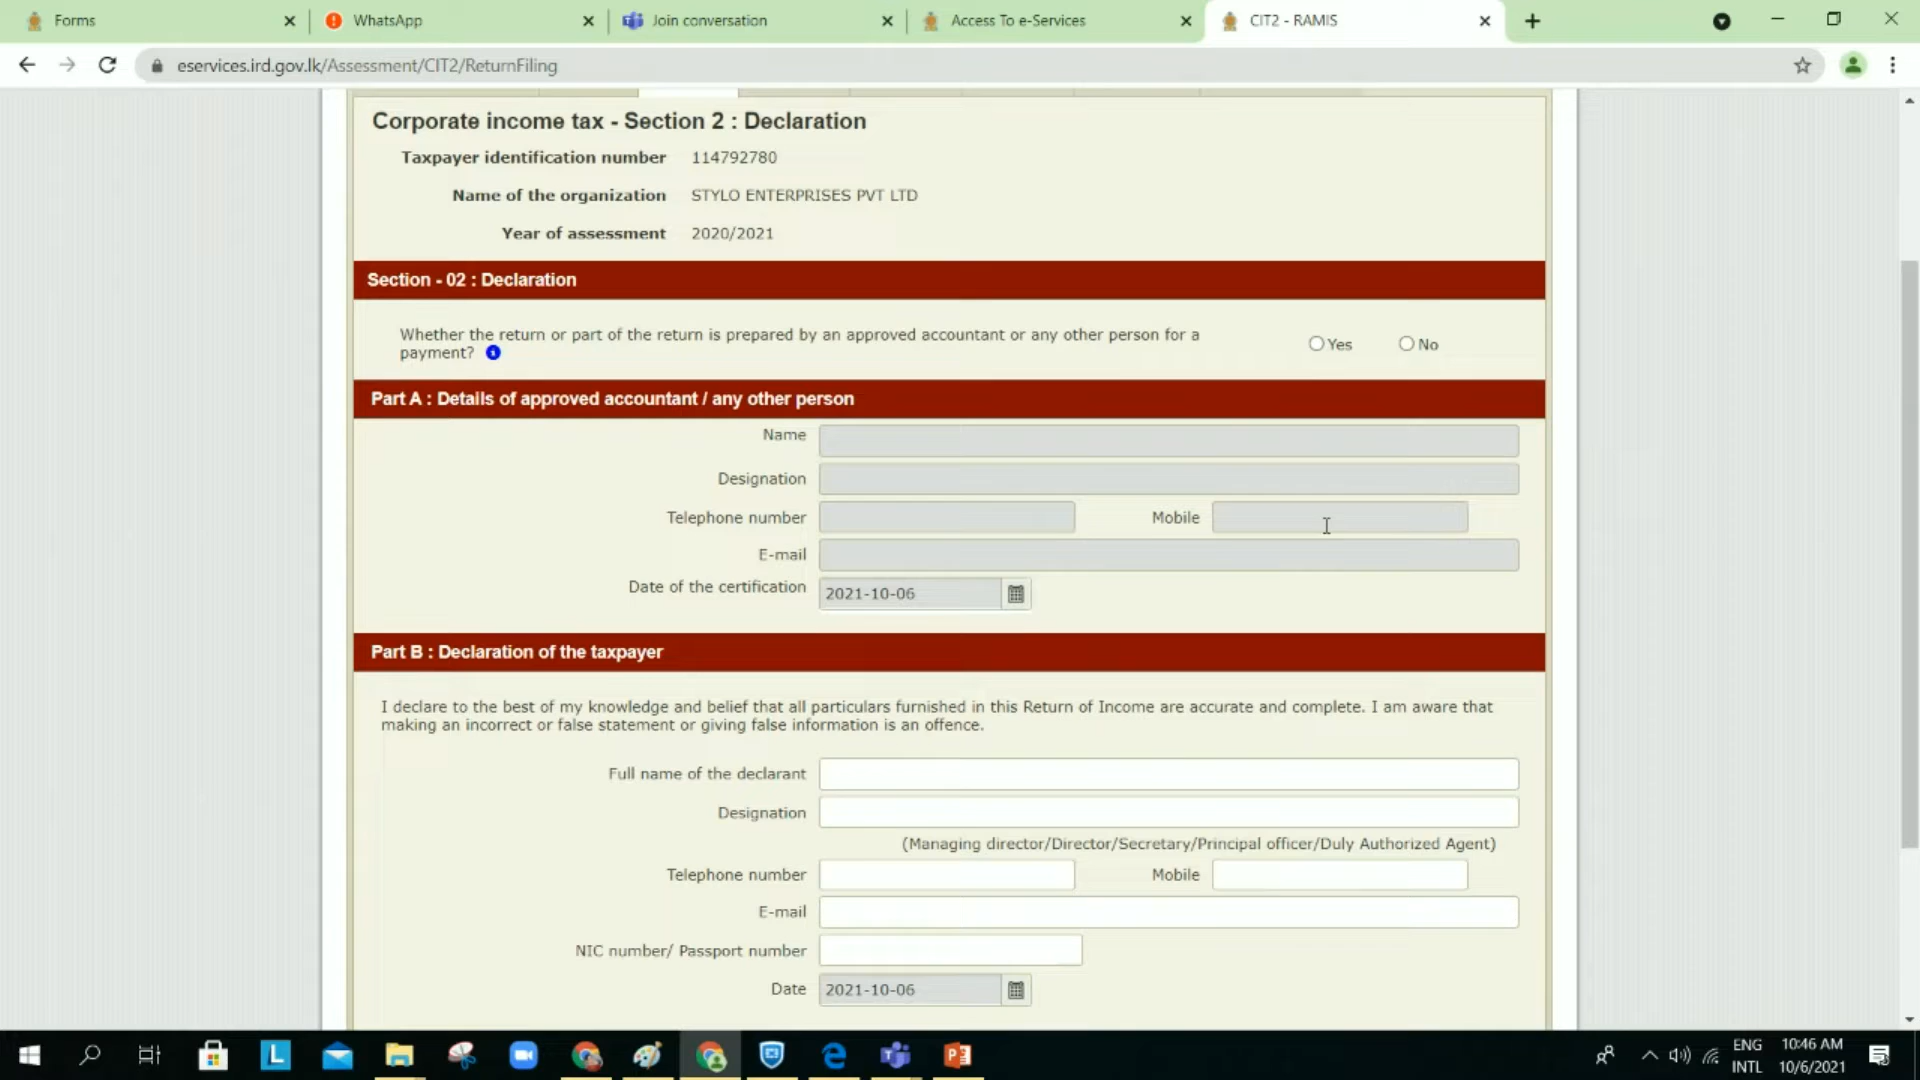 Forms
WhatsApp
Join conversation
Access To e-Services
CIT2 - RAMIS
eservices.ird.gov.lk/Assessment/CIT2/ReturnFiling
Corporate income tax - Section 2 : Declaration
Taxpayer identification number 114792780
Name of the organization STYLO ENTERPRISES PVT LTD
Year of assessment 2020/2021
Section - 02 : Declaration
Whether the return or part of the return is prepared by an approved accountant or any other person for a
payment?
Yes No
Part A : Details of approved accountant / any other person
Name
Designation
Telephone number Mobile
E-mail
Date of the certification 2021-10-06
Part B : Declaration of the taxpayer
I declare to the best of my knowledge and belief that all particulars furnished in this Return of Income are accurate and complete. I am aware that
making an incorrect or false statement or giving false information is an offence.
Full name of the declarant
Designation
(Managing director/Director/Secretary/Principal officer/Duly Authorized Agent)
Telephone number Mobile
E-mail
NIC number/ Passport number
Date 2021-10-06
ENG
INTL
10:46 AM
10/6/2021